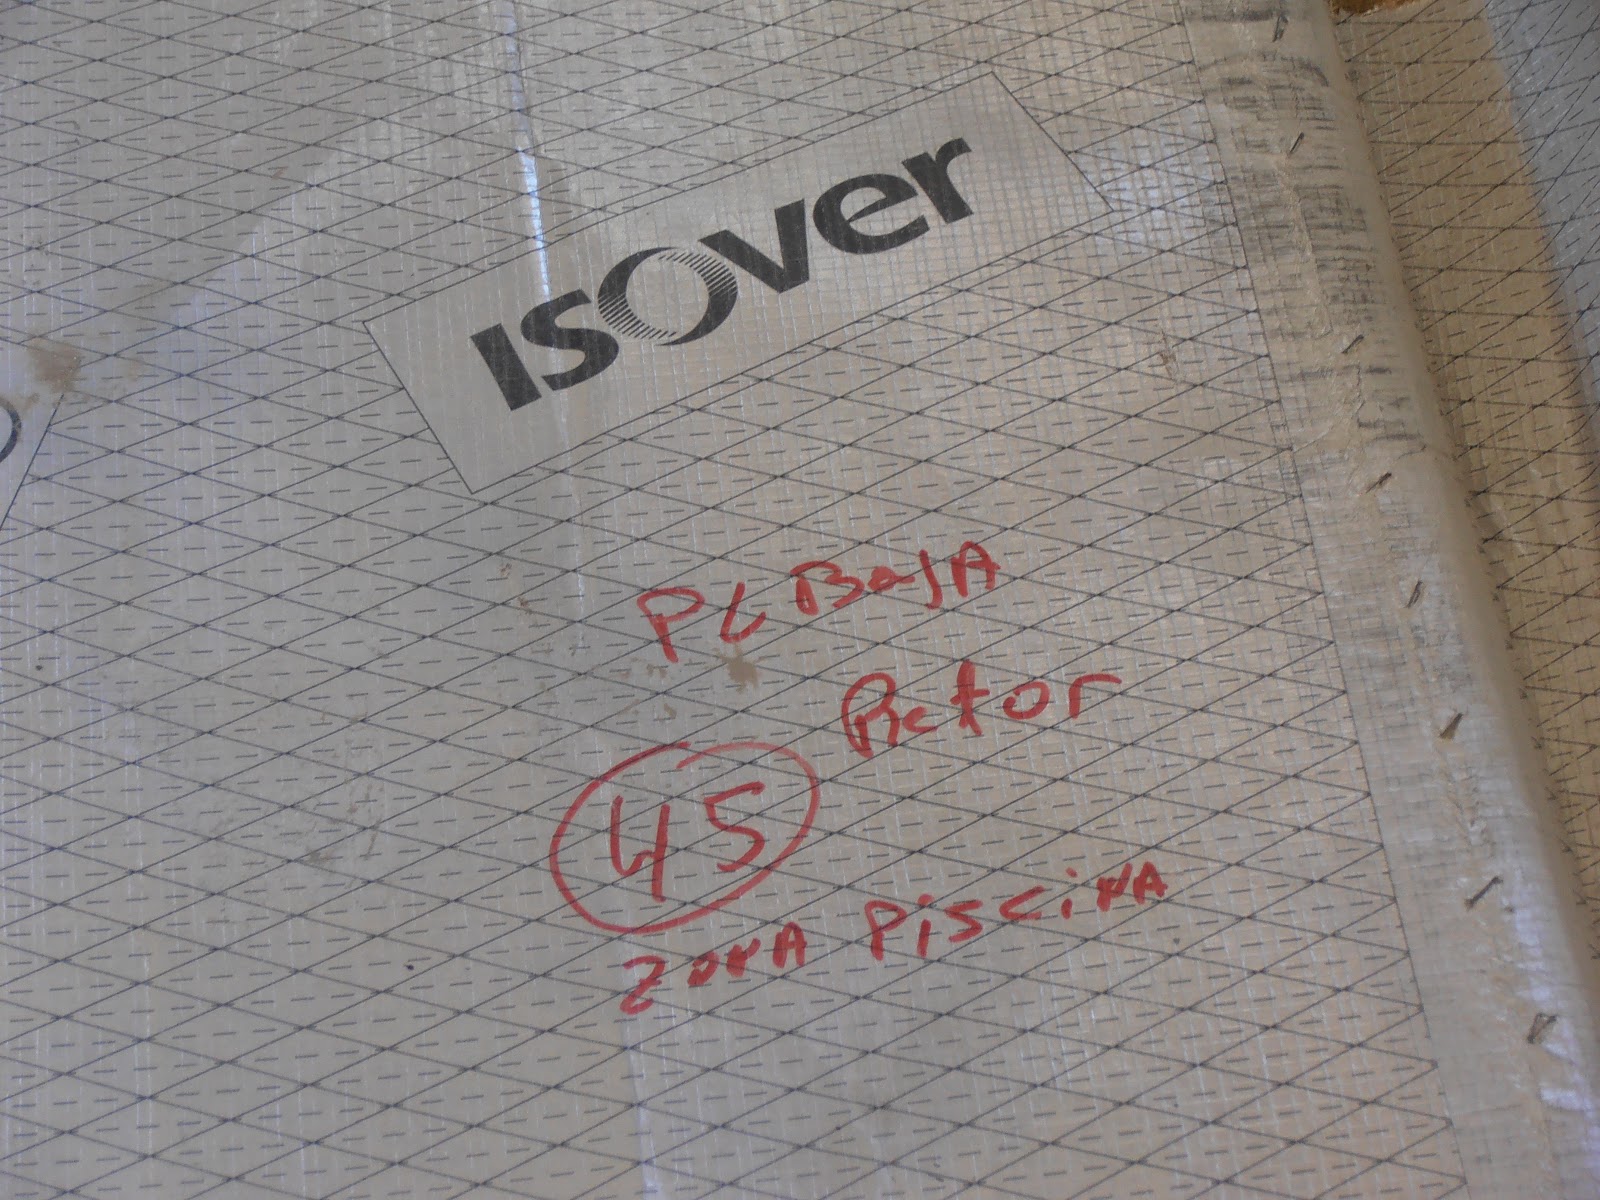 ISOVER
PL BaJA
Retor
45
ZONA PiSCiNA